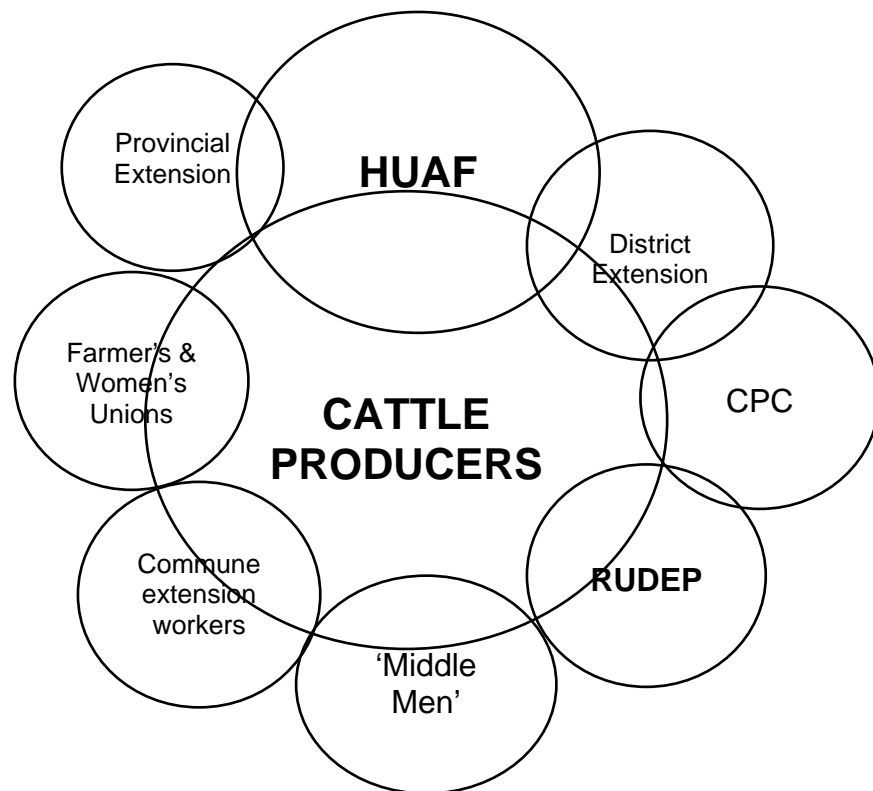 Provincial
Extension
HUAF
District
Extension
Farmer’s &
Women’s
Unions
CATTLE
PRODUCERS
CPC
Commune
extension
workers
RUDEP
‘Middle
Men’